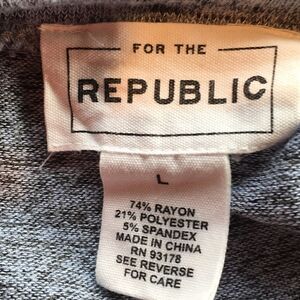 FOR THE
REPUBLIC
L
74% RAYON
21% POLYESTER
5% SPANDEX
MADE IN CHINA
RN 93178
SEE REVERSE
FOR CARE